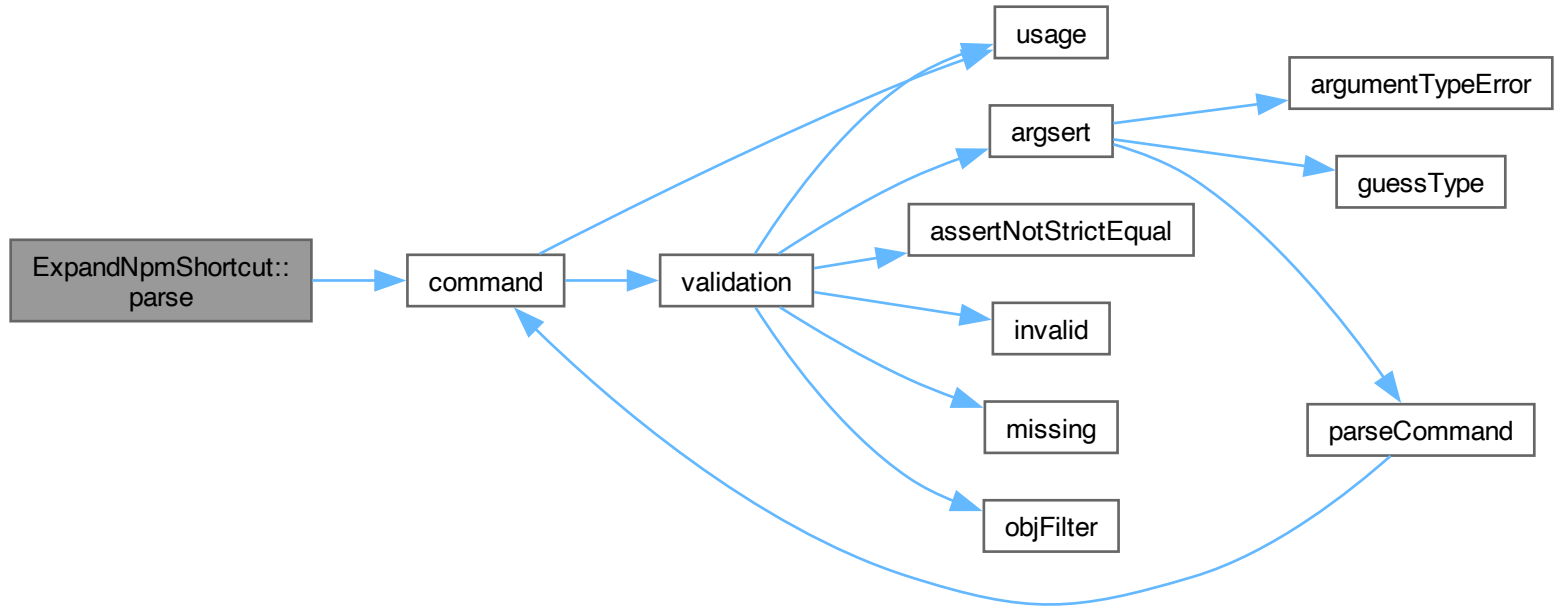 ExpandNpmShortcut::
parse
command
validation
usage
argsert
assertNotStrictEqual
invalid
missing
objFilter
argumentTypeError
guessType
parseCommand